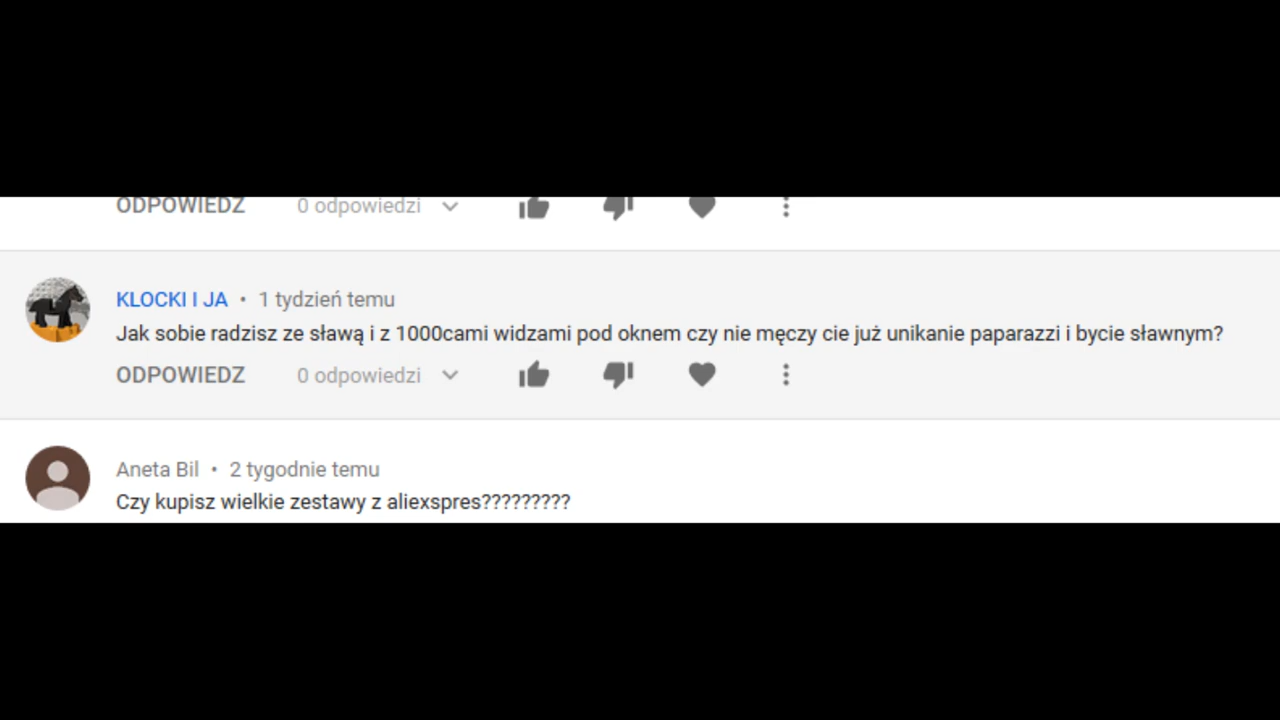 ODPOWIEDZ 0 odpowiedzi
KLOCKI I JA • 1 tydzień temu
Jak sobie radzisz ze sławą i z 1000cami widzami pod oknem czy nie męczy cie już unikanie paparazzi i bycie sławnym?
ODPOWIEDZ 0 odpowiedzi
Aneta Bil • 2 tygodnie temu
Czy kupisz wielkie zestawy z aliexspres?????????